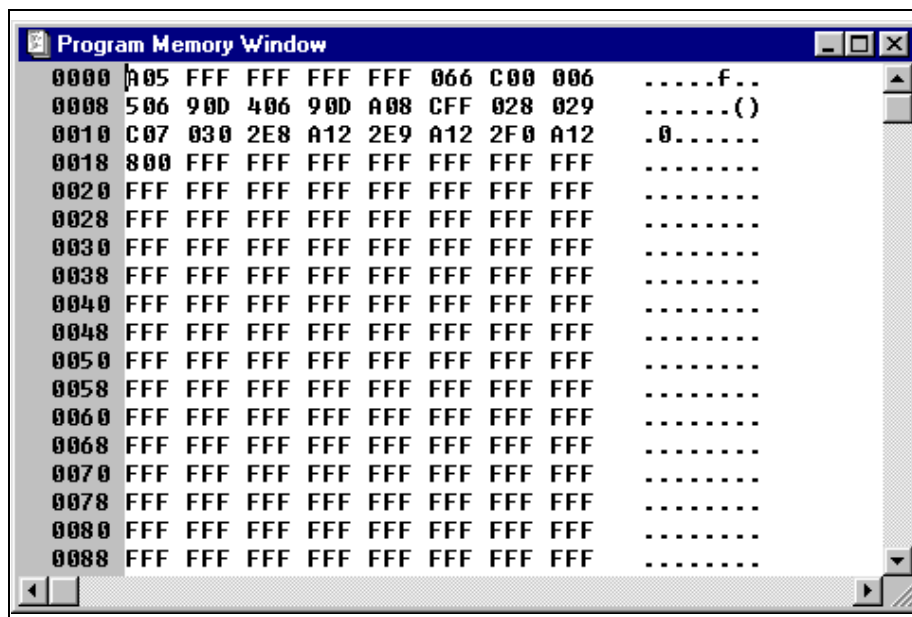 Program Memory Window
0000 A05 FFF FFF FFF FFF 066 C00 006 .....f..
0008 506 90D 406 90D A08 CFF 028 029 ......()
0010 C07 030 2E8 A12 2E9 A12 2F0 A12 .0......
0018 800 FFF FFF FFF FFF FFF FFF FFF ........
0020 FFF FFF FFF FFF FFF FFF FFF FFF ........
0028 FFF FFF FFF FFF FFF FFF FFF FFF ........
0030 FFF FFF FFF FFF FFF FFF FFF FFF ........
0038 FFF FFF FFF FFF FFF FFF FFF FFF ........
0040 FFF FFF FFF FFF FFF FFF FFF FFF ........
0048 FFF FFF FFF FFF FFF FFF FFF FFF ........
0050 FFF FFF FFF FFF FFF FFF FFF FFF ........
0058 FFF FFF FFF FFF FFF FFF FFF FFF ........
0060 FFF FFF FFF FFF FFF FFF FFF FFF ........
0068 FFF FFF FFF FFF FFF FFF FFF FFF ........
0070 FFF FFF FFF FFF FFF FFF FFF FFF ........
0078 FFF FFF FFF FFF FFF FFF FFF FFF ........
0080 FFF FFF FFF FFF FFF FFF FFF FFF ........
0088 FFF FFF FFF FFF FFF FFF FFF FFF ........